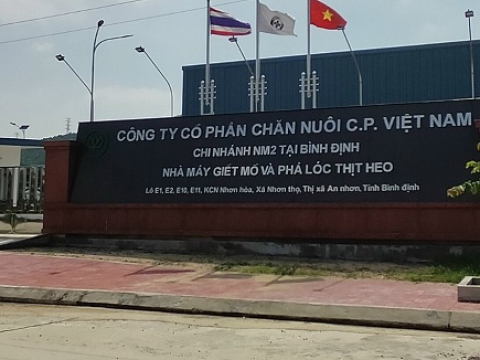 CÔNG TY CỔ PHẦN CHĂN NUÔI C.P. VIỆT NAM
CHI NHÁNH NM2 TẠI BÌNH ĐỊNH
NHÀ MÁY GIẾT MỔ VÀ PHA LÓC THỊT HEO
Lô E1, E2, E10, E11, KCN Nhơn hòa, Xã Nhơn thọ, Thị xã An nhơn, Tỉnh Bình định